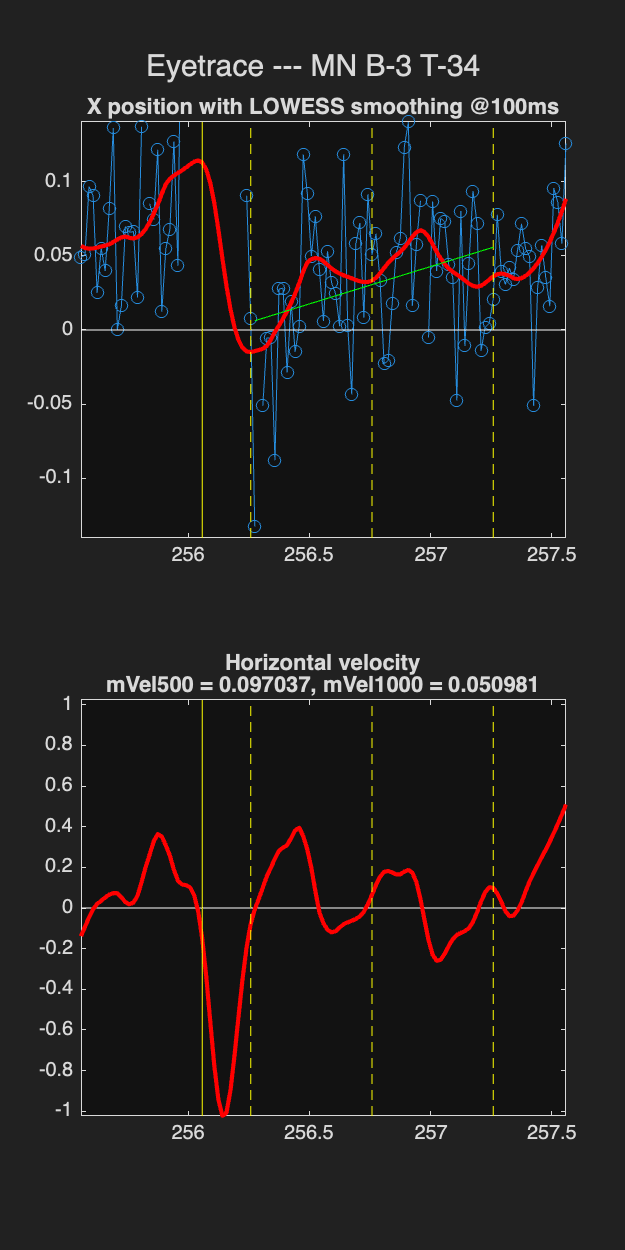 Eyetrace --- MN B-3 T-34
X position with LOWESS smoothing @100ms
0.1
0.05
0
-0.05
-0.1
256 256.5 257 257.5
Horizontal velocity
mVel500 = 0.097037, mVel1000 = 0.050981
1
0.8
0.6
0.4
0.2
0
-0.2
-0.4
-0.6
-0.8
-1
256 256.5 257 257.5